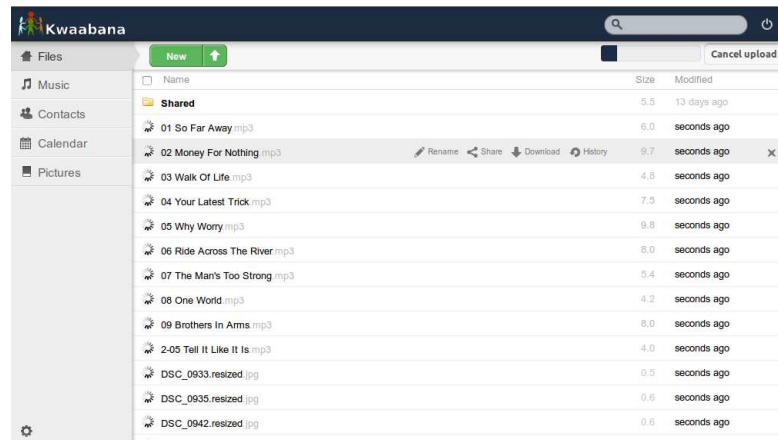 Kwaabana
Files
Music
Contacts
Calendar
Pictures
New
Cancel upload
Name Size Modified
Shared 5.5 13 days ago
01 So Far Away.mp3 6.0 seconds ago
02 Money For Nothing.mp3 Rename Share Download History 9.7 seconds ago
03 Walk Of Life.mp3 4.8 seconds ago
04 Your Latest Trick.mp3 7.5 seconds ago
05 Why Worry.mp3 9.8 seconds ago
06 Ride Across The River.mp3 8.0 seconds ago
07 The Man's Too Strong.mp3 5.4 seconds ago
08 One World.mp3 4.2 seconds ago
09 Brothers In Arms.mp3 8.0 seconds ago
2-05 Tell It Like It Is.mp3 4.0 seconds ago
DSC_0933.resized.jpg 0.5 seconds ago
DSC_0935.resized.jpg 0.6 seconds ago
DSC_0942.resized.jpg 0.6 seconds ago